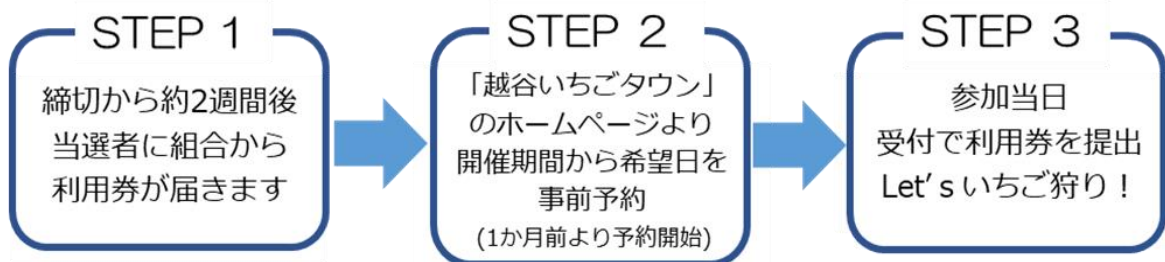 STEP 1
締切から約2週間後
当選者に組合から
利用券が届きます
STEP 2
「越谷いちごタウン」
のホームページより
開催期間から希望日を
事前予約
(1か月前より予約開始)
STEP 3
参加当日
受付で利用券を提出
Let's いちご狩り！